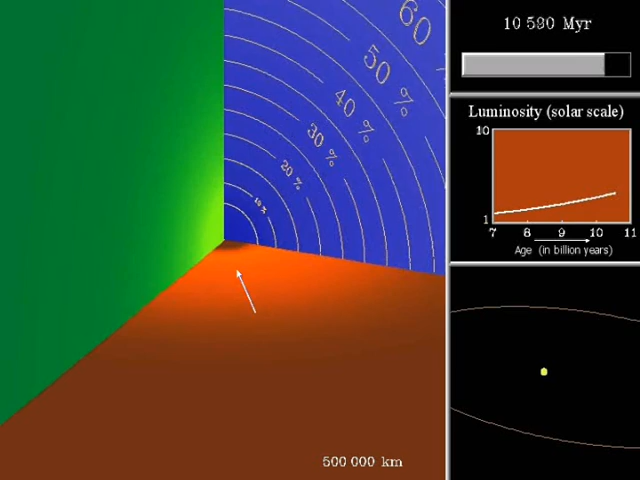 60
50 %
40 %
30 %
20 %
10 %
500 000 km
10 590 Myr
Luminosity (solar scale)
10
1
7 8 9 10 11
Age (in billion years)